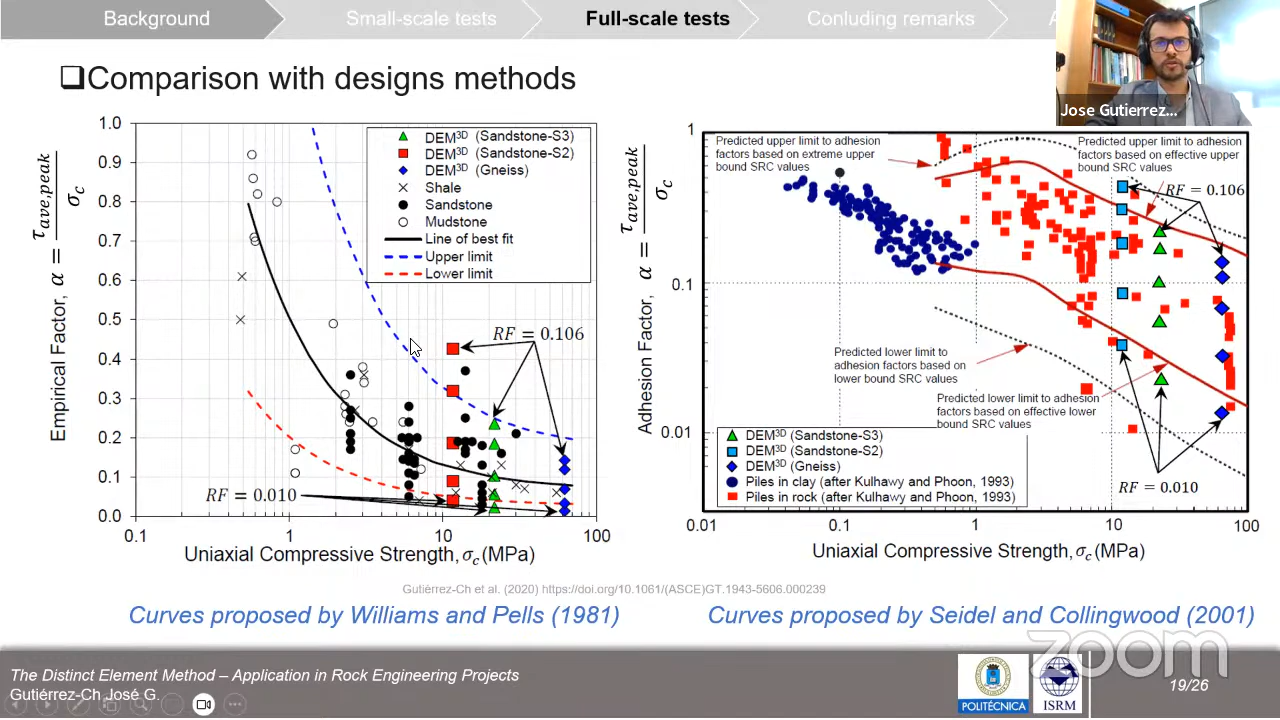 Background
Small-scale tests
Full-scale tests
Conluding remarks
A
Jose Gutierrez...
❑Comparison with designs methods
Empirical Factor, α = τave,peak / σc
1.0
0.9
0.8
0.7
0.6
0.5
0.4
0.3
0.2
0.1
0.0
0.1
1
10
100
Uniaxial Compressive Strength, σc (MPa)
DEM3D (Sandstone-S3)
DEM3D (Sandstone-S2)
DEM3D (Gneiss)
Shale
Sandstone
Mudstone
Line of best fit
Upper limit
Lower limit
RF = 0.106
RF = 0.010
Adhesion Factor, α = τave,peak / σc
1
0.1
0.01
0.01
0.1
1
10
100
Uniaxial Compressive Strength, σc (MPa)
Predicted upper limit to adhesion
factors based on extreme upper
bound SRC values
Predicted upper limit to adhesion
factors based on effective upper
bound SRC values
RF = 0.106
Predicted lower limit to
adhesion factors based on
lower bound SRC values
Predicted lower limit to adhesion
factors based on effective lower
bound SRC values
DEM3D (Sandstone-S3)
DEM3D (Sandstone-S2)
DEM3D (Gneiss)
Piles in clay (after Kulhawy and Phoon, 1993)
Piles in rock (after Kulhawy and Phoon, 1993)
RF = 0.010
Gutiérrez-Ch et al. (2020) https://doi.org/10.1061/(ASCE)GT.1943-5606.000239
Curves proposed by Williams and Pells (1981)
Curves proposed by Seidel and Collingwood (2001)
zoom
The Distinct Element Method – Application in Rock Engineering Projects
Gutiérrez-Ch José G.
POLITÉCNICA
ISRM
19/26